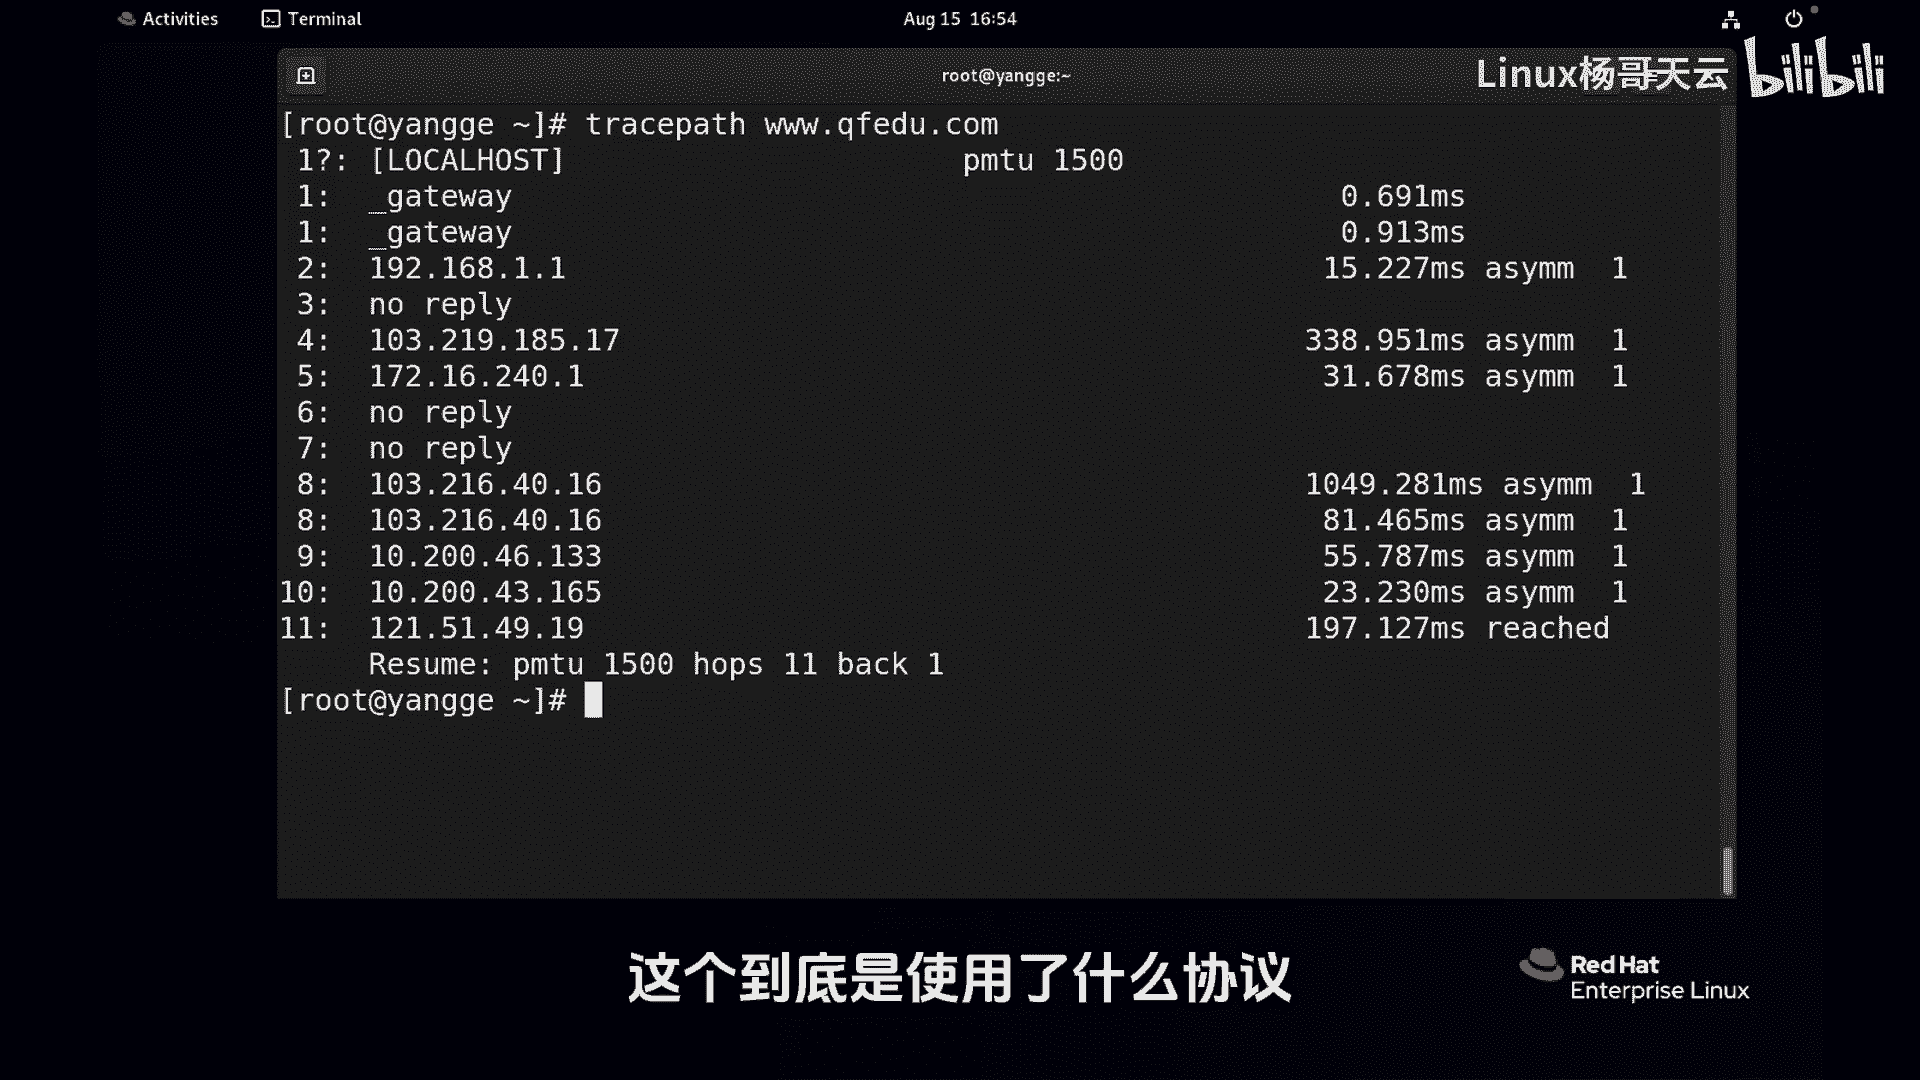 Activities Terminal Aug 15 16:54
root@yangge:~
Linux杨哥天云 bilibili
[root@yangge ~]# tracepath www.qfedu.com
1?: [LOCALHOST] pmtu 1500
1: _gateway 0.691ms
1: _gateway 0.913ms
2: 192.168.1.1 15.227ms asymm 1
3: no reply
4: 103.219.185.17 338.951ms asymm 1
5: 172.16.240.1 31.678ms asymm 1
6: no reply
7: no reply
8: 103.216.40.16 1049.281ms asymm 1
8: 103.216.40.16 81.465ms asymm 1
9: 10.200.46.133 55.787ms asymm 1
10: 10.200.43.165 23.230ms asymm 1
11: 121.51.49.19 197.127ms reached
Resume: pmtu 1500 hops 11 back 1
[root@yangge ~]#
这个到底是使用了什么协议
Red Hat
Enterprise Linux